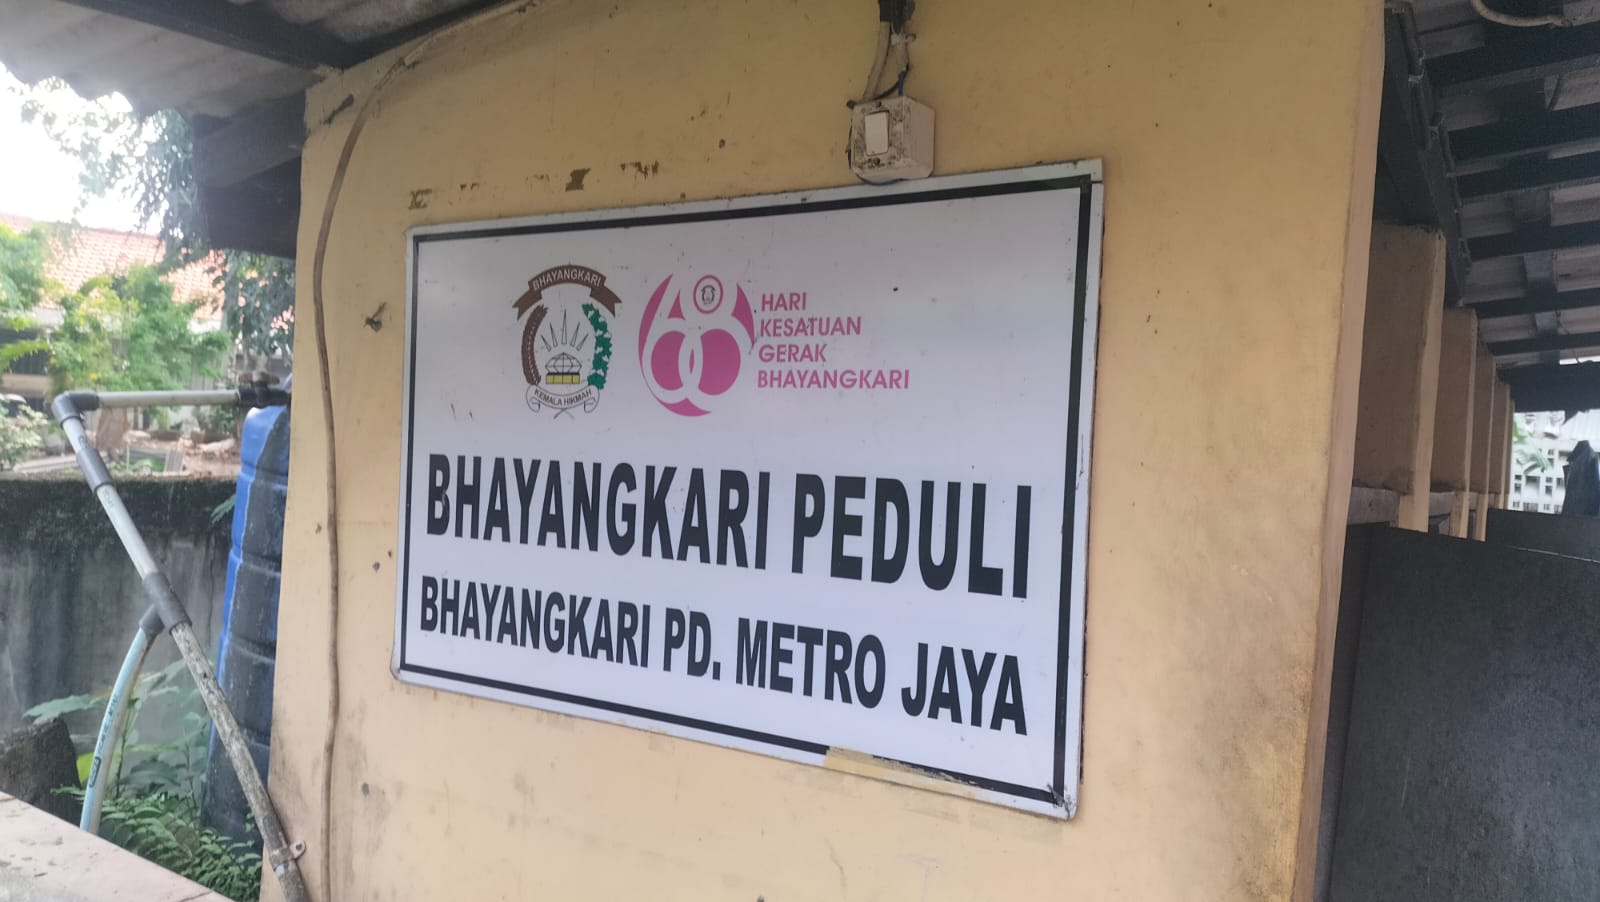 BHAYANGKARI
KEMALA HIKMAH
68
HARI
KESATUAN
GERAK
BHAYANGKARI
BHAYANGKARI PEDULI
BHAYANGKARI PD. METRO JAYA